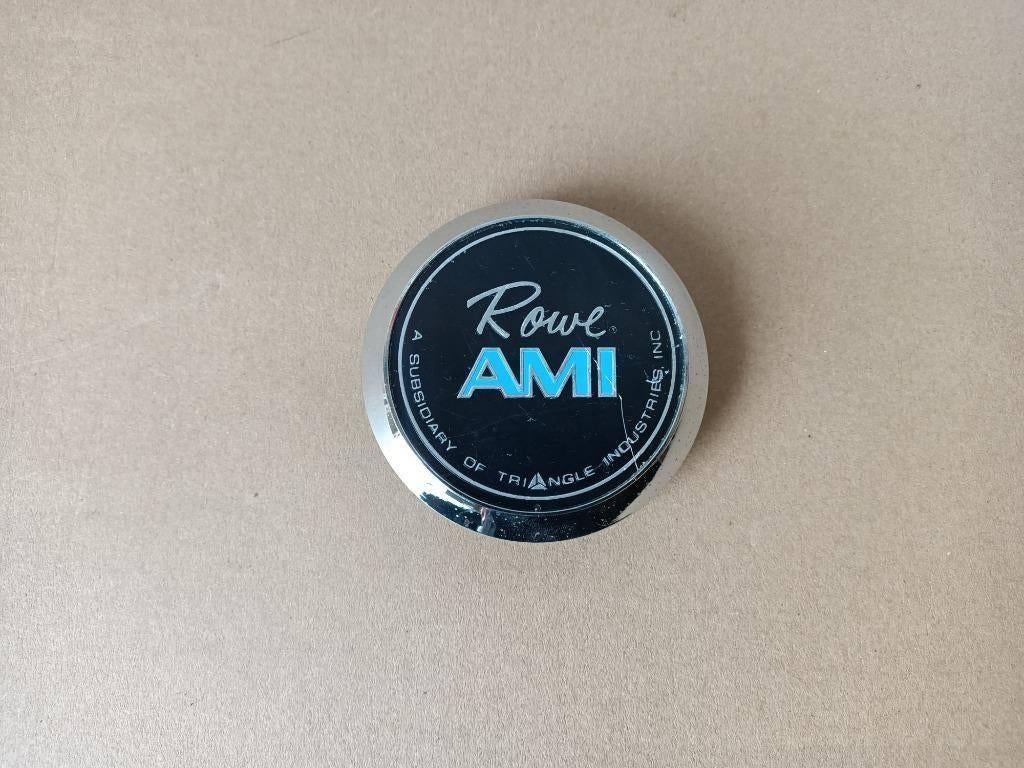 Rowe®
AMI
A SUBSIDIARY OF TRIANGLE INDUSTRIES, INC